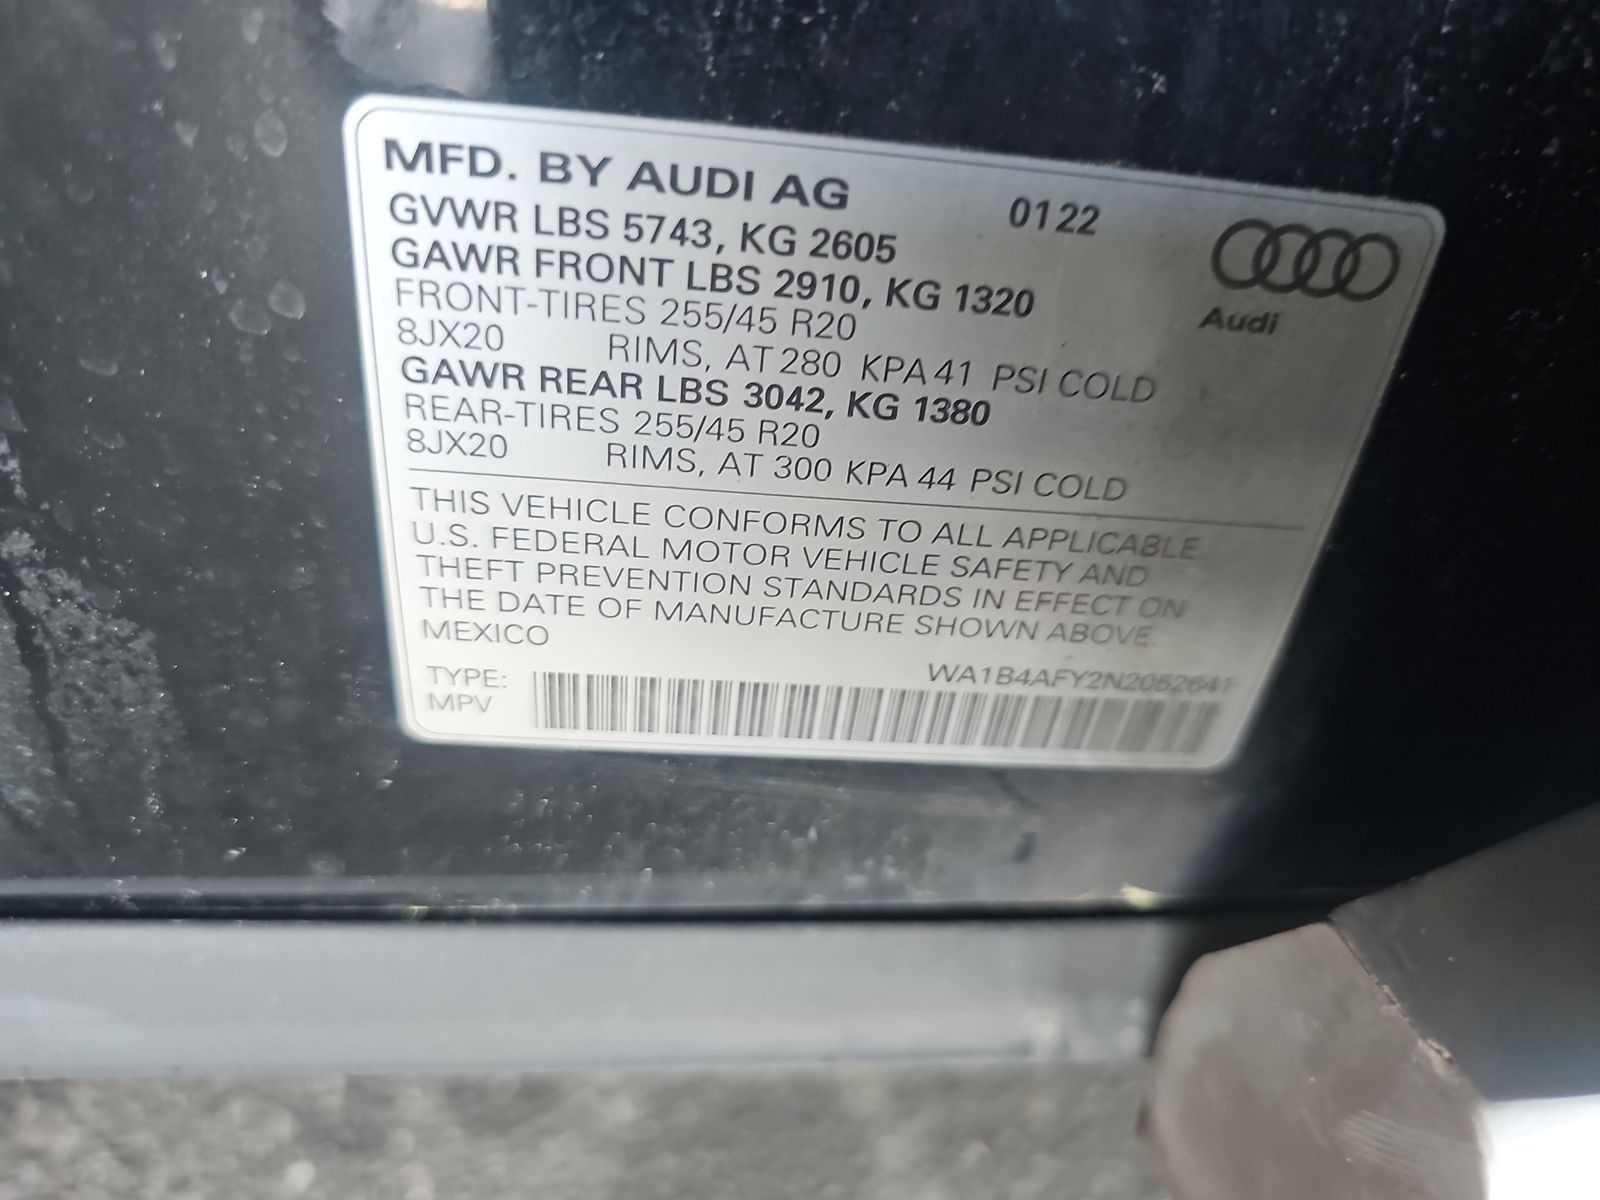 MFD. BY AUDI AG 0122
GVWR LBS 5743, KG 2605
GAWR FRONT LBS 2910, KG 1320
FRONT-TIRES 255/45 R20
8JX20 RIMS, AT 280 KPA 41 PSI COLD
GAWR REAR LBS 3042, KG 1380
REAR-TIRES 255/45 R20
8JX20 RIMS, AT 300 KPA 44 PSI COLD
Audi
THIS VEHICLE CONFORMS TO ALL APPLICABLE
U.S. FEDERAL MOTOR VEHICLE SAFETY AND
THEFT PREVENTION STANDARDS IN EFFECT ON
THE DATE OF MANUFACTURE SHOWN ABOVE.
MEXICO
TYPE: WA1B4AFY2N2052641
MPV